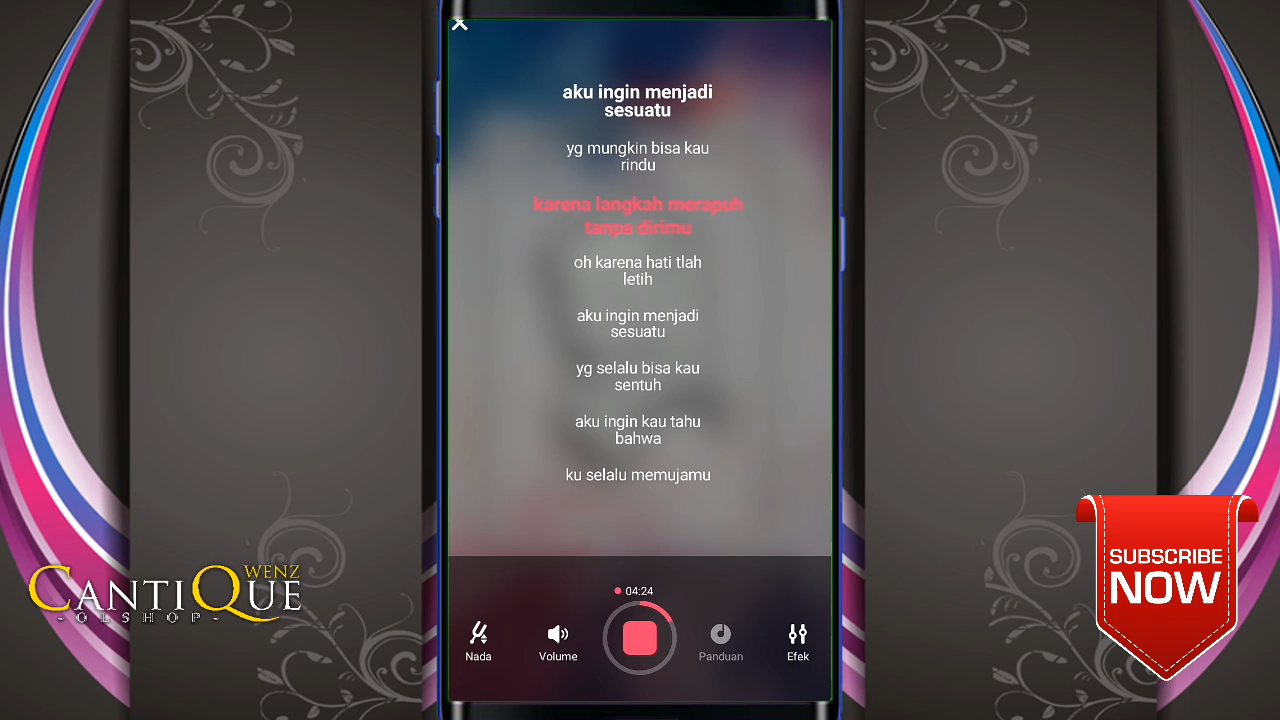 aku ingin menjadi
sesuatu
yg mungkin bisa kau
rindu
karena langkah merapuh
tanpa dirimu
oh karena hati tlah
letih
aku ingin menjadi
sesuatu
yg selalu bisa kau
sentuh
aku ingin kau tahu
bahwa
ku selalu memujamu
04:24
Nada
Volume
Panduan
Efek
WENZ
CANTIQUE
-OLSHOP-
SUBSCRIBE
NOW